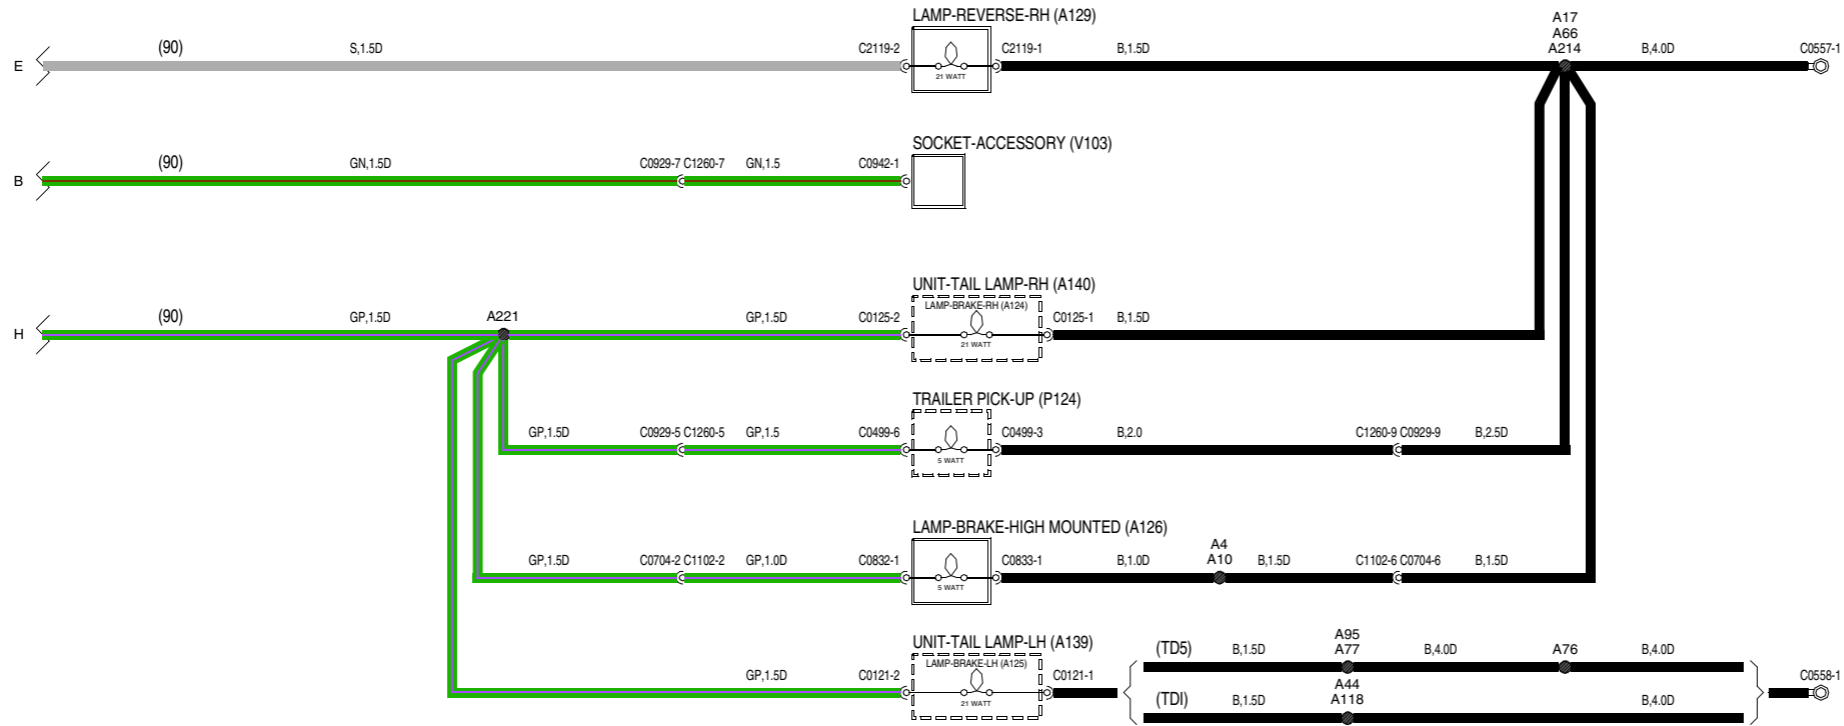 LAMP-REVERSE-RH (A129)
A17
A66
E (90) S,1.5D C2119-2 C2119-1 B,1.5D A214 B,4.0D C0557-1
21 WATT
SOCKET-ACCESSORY (V103)
B (90) GN,1.5D C0929-7 C1260-7 GN,1.5 C0942-1
UNIT-TAIL LAMP-RH (A140)
LAMP-BRAKE-RH (A124)
H (90) GP,1.5D A221 GP,1.5D C0125-2 C0125-1 B,1.5D
21 WATT
TRAILER PICK-UP (P124)
GP,1.5D C0929-5 C1260-5 GP,1.5 C0499-6 C0499-3 B,2.0 C1260-9 C0929-9 B,2.5D
5 WATT
LAMP-BRAKE-HIGH MOUNTED (A126)
A4
GP,1.5D C0704-2 C1102-2 GP,1.0D C0832-1 C0833-1 B,1.0D A10 B,1.5D C1102-6 C0704-6 B,1.5D
5 WATT
UNIT-TAIL LAMP-LH (A139)
A95
(TD5) B,1.5D A77 B,4.0D A76 B,4.0D
LAMP-BRAKE-LH (A125)
GP,1.5D C0121-2 C0121-1 C0558-1
A44
21 WATT
(TDI) B,1.5D A118 B,4.0D